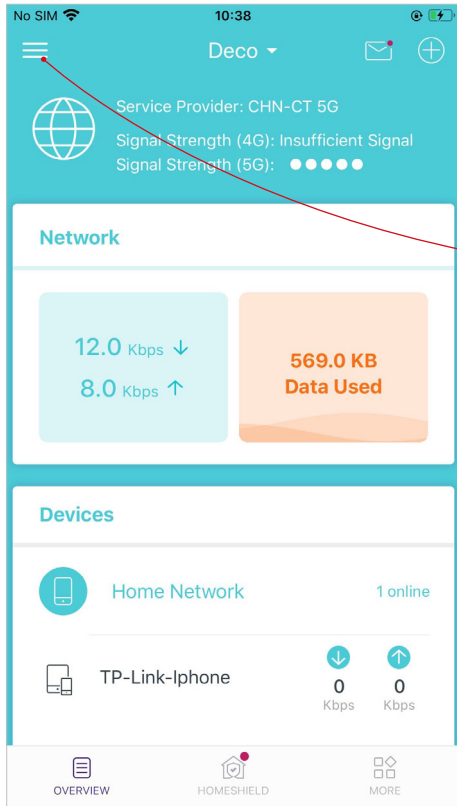 No SIM 10:38
Deco
Service Provider: CHN-CT 5G
Signal Strength (4G): Insufficient Signal
Signal Strength (5G):
Network
12.0 Kbps ↓
8.0 Kbps ↑
569.0 KB
Data Used
Devices
Home Network 1 online
TP-Link-Iphone
0 0
Kbps Kbps
OVERVIEW HOMESHIELD MORE